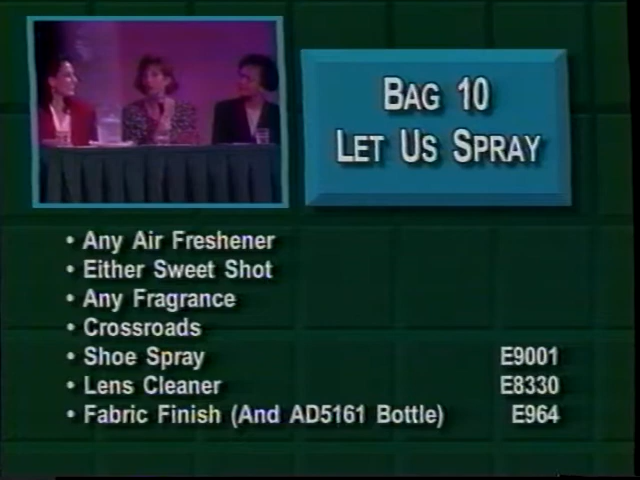 BAG 10
LET US SPRAY
• Any Air Freshener
• Either Sweet Shot
• Any Fragrance
• Crossroads
• Shoe Spray E9001
• Lens Cleaner E8330
• Fabric Finish (And AD5161 Bottle) E964